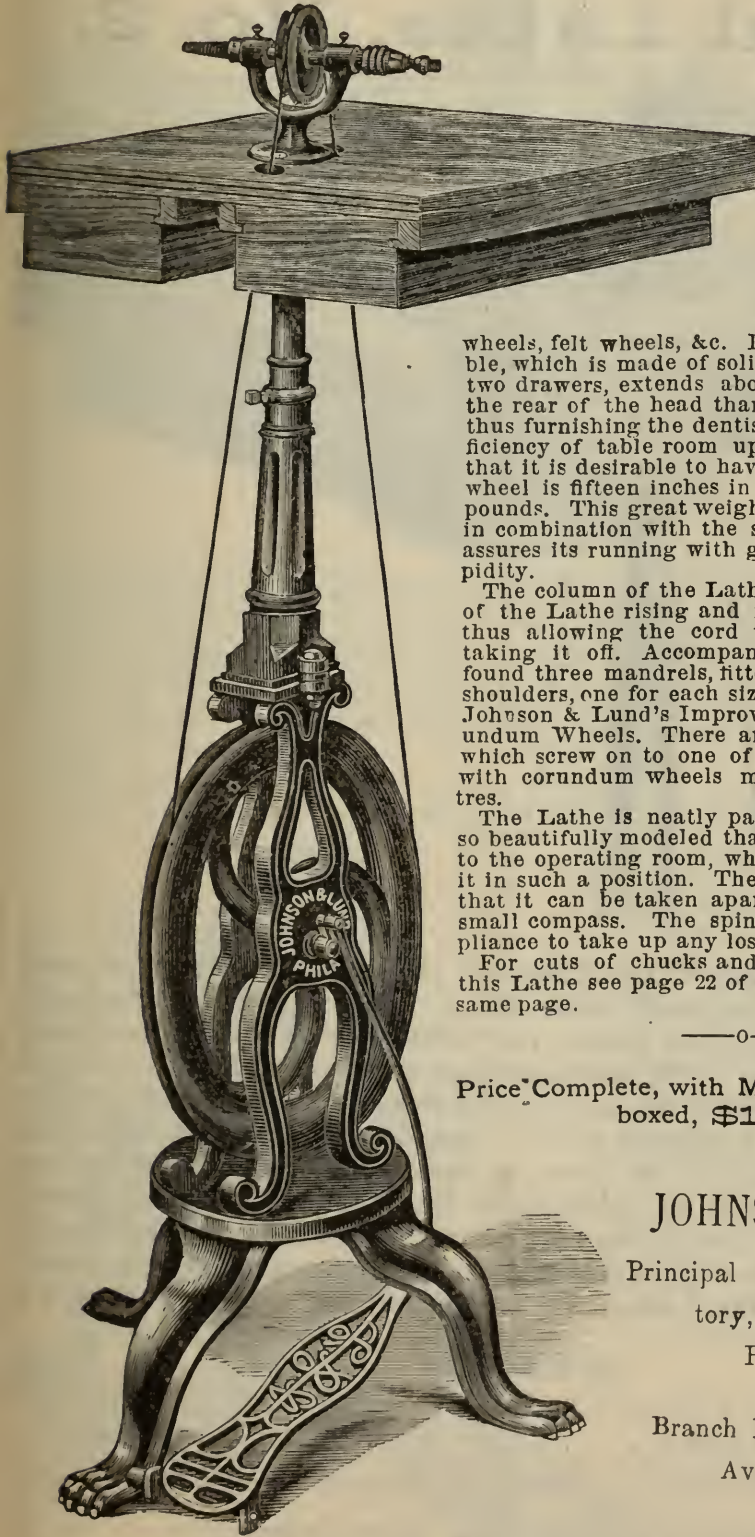 JOHNSON & LUND
PHILA
wheels, felt wheels, &c. I
ble, which is made of soli
two drawers, extends abo
the rear of the head than
thus furnishing the dentis
ficiency of table room up
that it is desirable to hav
wheel is fifteen inches in
pounds. This great weigh
in combination with the s
assures its running with g
pidity.
The column of the Lath
of the Lathe rising and
thus allowing the cord
taking it off. Accompan
found three mandrels, fitte
shoulders, one for each siz
Johnson & Lund's Improv
undum Wheels. There a
which screw on to one of
with corundum wheels m
tres.
The Lathe is neatly pa
so beautifully modeled tha
to the operating room, wh
it in such a position. The
that it can be taken apar
small compass. The spin
pliance to take up any los
For cuts of chucks and
this Lathe see page 22 of
same page.
——o-
Price Complete, with M
boxed, $1
JOHNS
Principal
tory,
Branch
Av